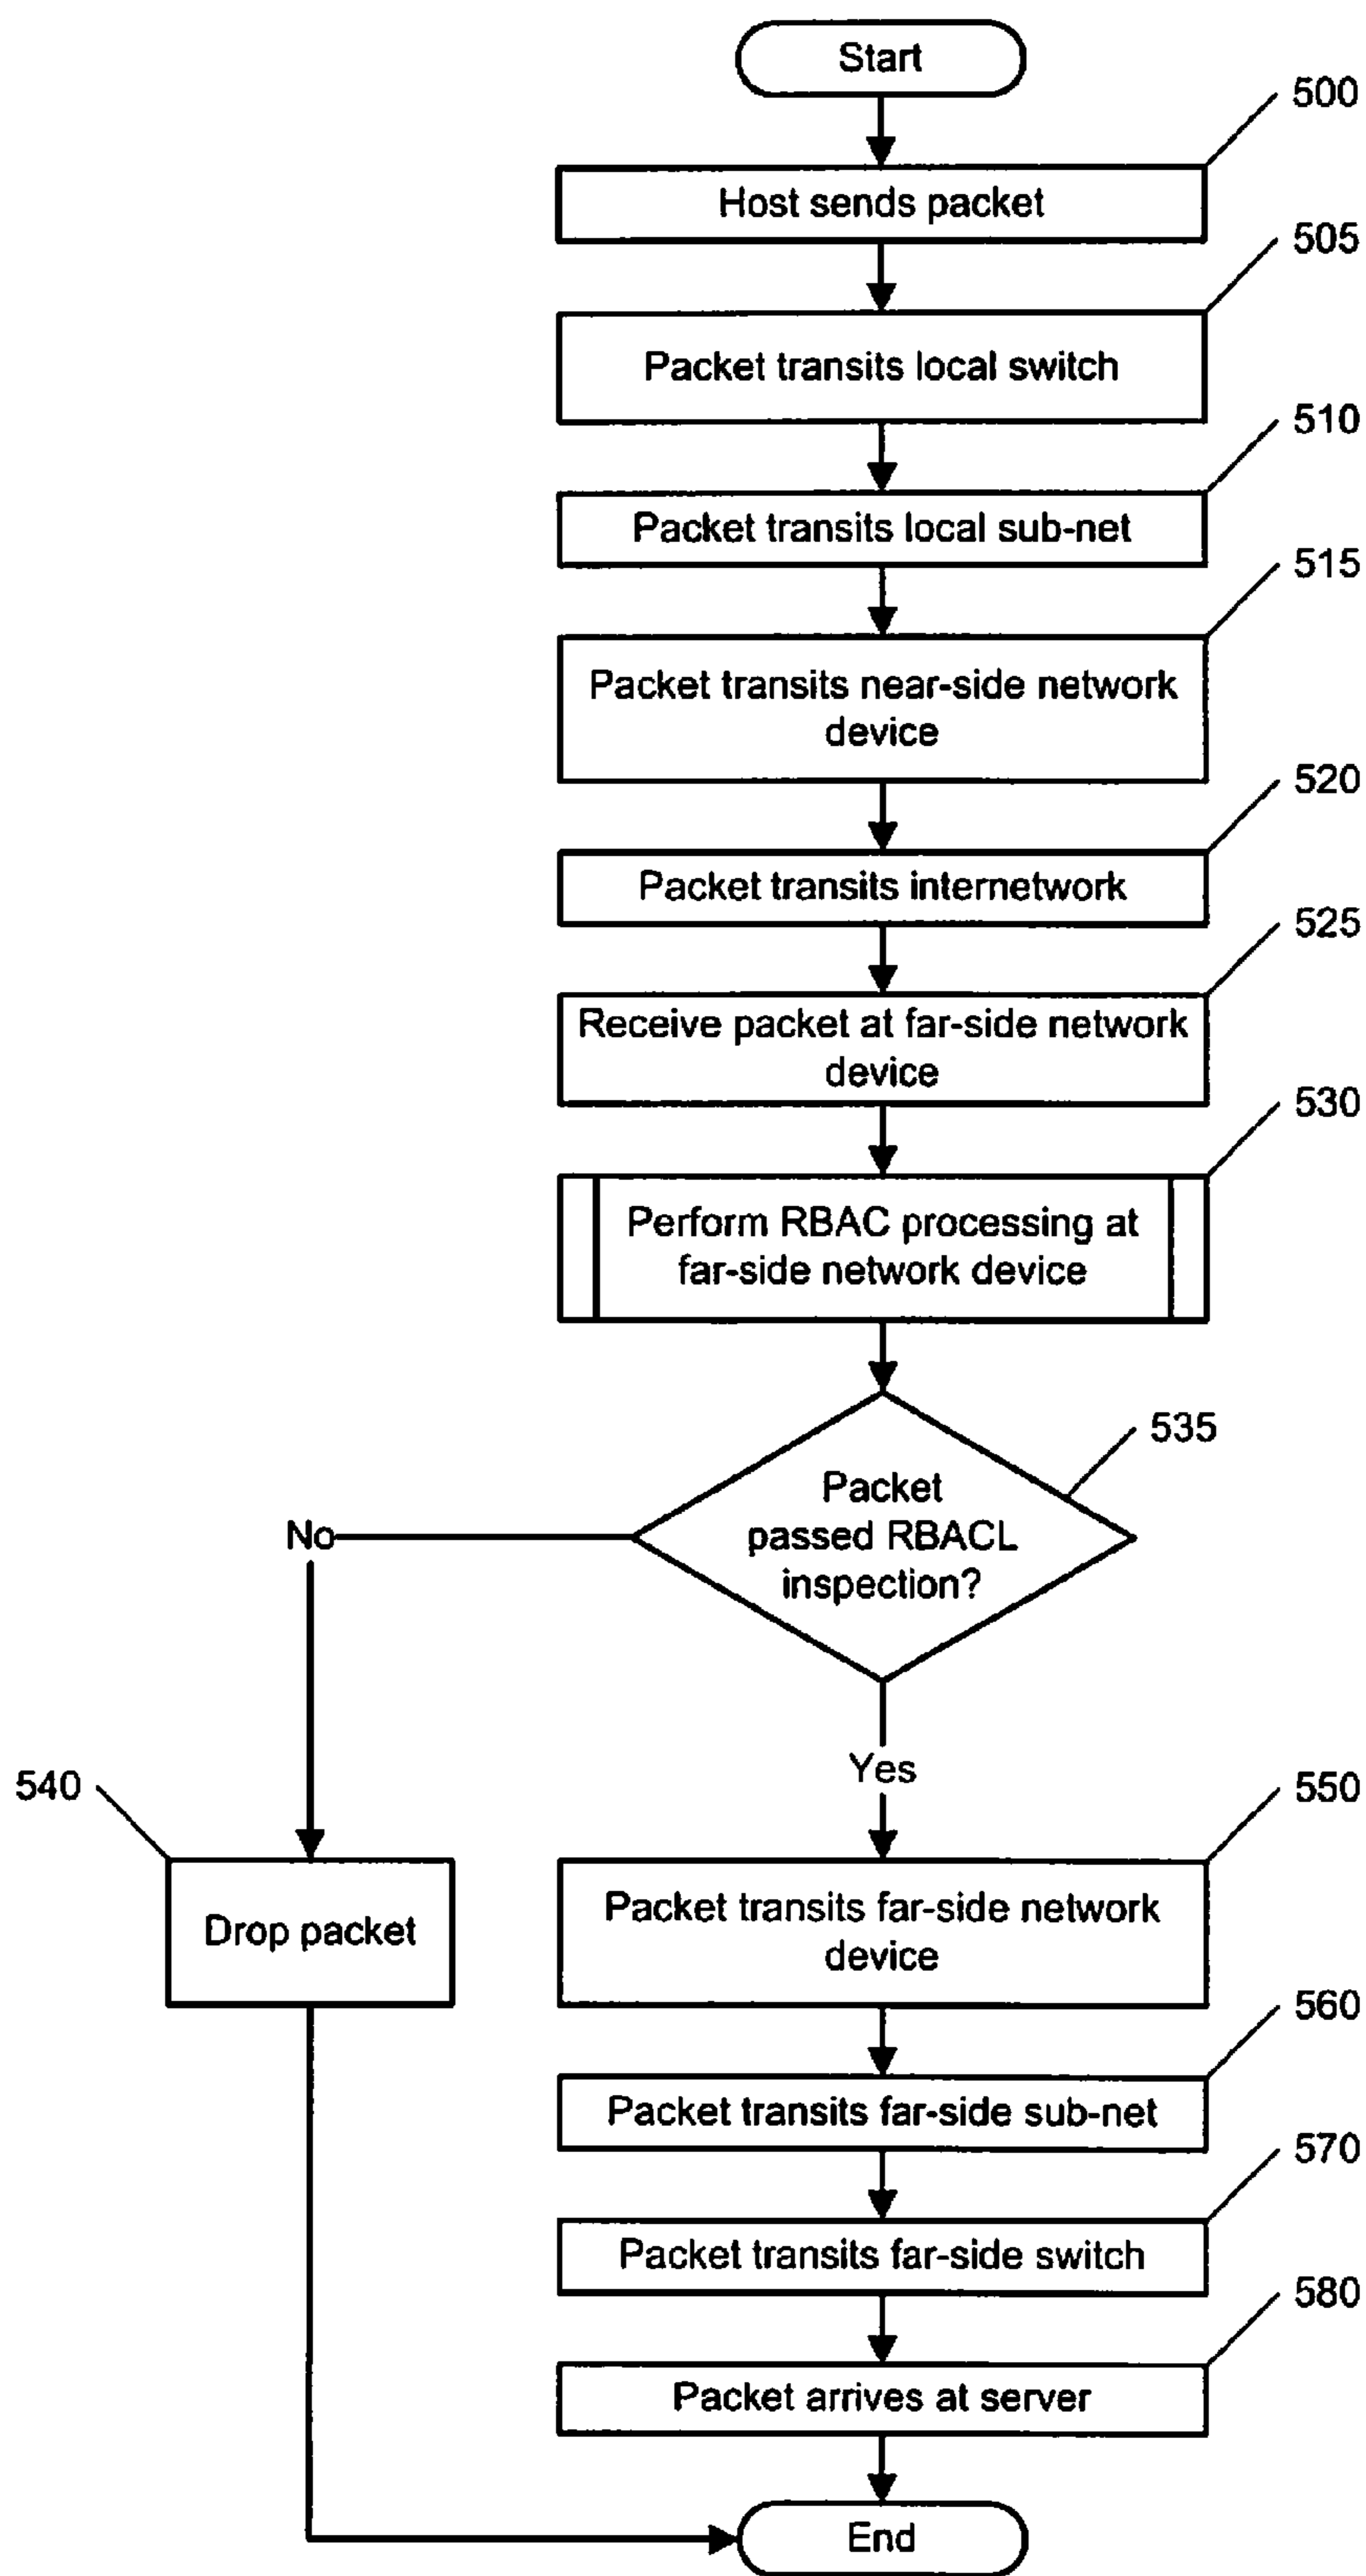 Start
500
Host sends packet
505
Packet transits local switch
510
Packet transits local sub-net
515
Packet transits near-side network
device
520
Packet transits internetwork
525
Receive packet at far-side network
device
530
Perform RBAC processing at
far-side network device
535
Packet
passed RBACL
inspection?
No
Yes
540
Drop packet
550
Packet transits far-side network
device
560
Packet transits far-side sub-net
570
Packet transits far-side switch
580
Packet arrives at server
End